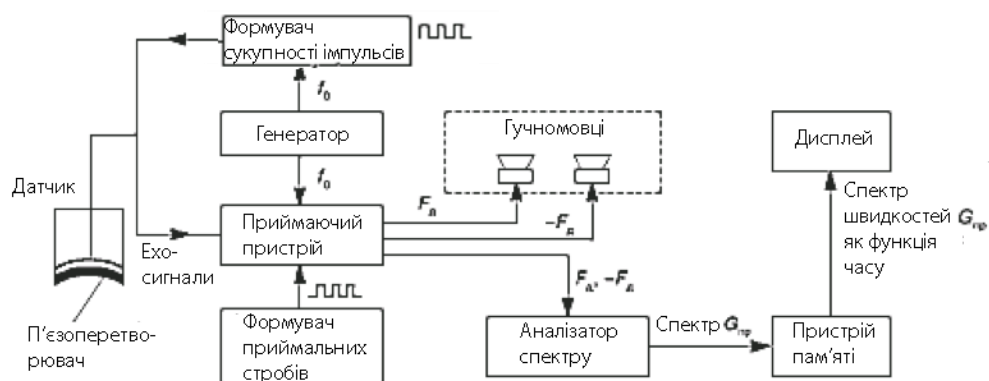 Формувач
сукупності імпульсів
f₀
Генератор
f₀
Гучномовці
Дисплей
Датчик
Fд
−Fд
Приймаючий
пристрій
Ехо-
сигнали
Спектр
швидкостей Gпр
як функція
часу
Fд, −Fд
П'єзоперетво-
рювач
Формувач
приймальних
стробів
Аналізатор
спектру
Спектр Gпр
Пристрій
пам'яті